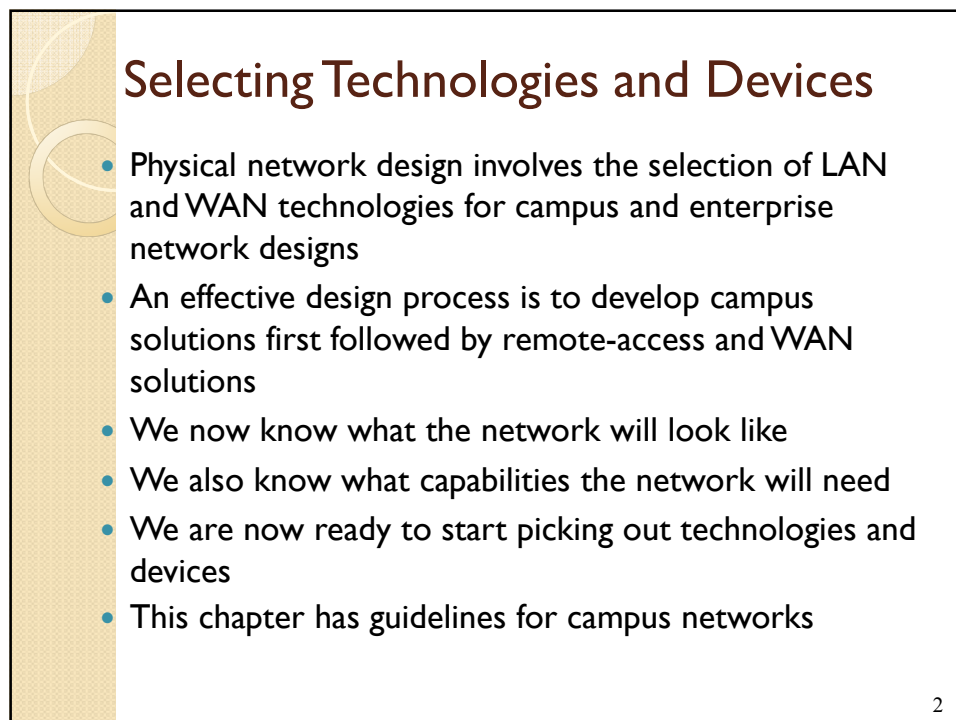 Selecting Technologies and Devices
• Physical network design involves the selection of LAN
and WAN technologies for campus and enterprise
network designs
• An effective design process is to develop campus
solutions first followed by remote-access and WAN
solutions
• We now know what the network will look like
• We also know what capabilities the network will need
• We are now ready to start picking out technologies and
devices
• This chapter has guidelines for campus networks
2